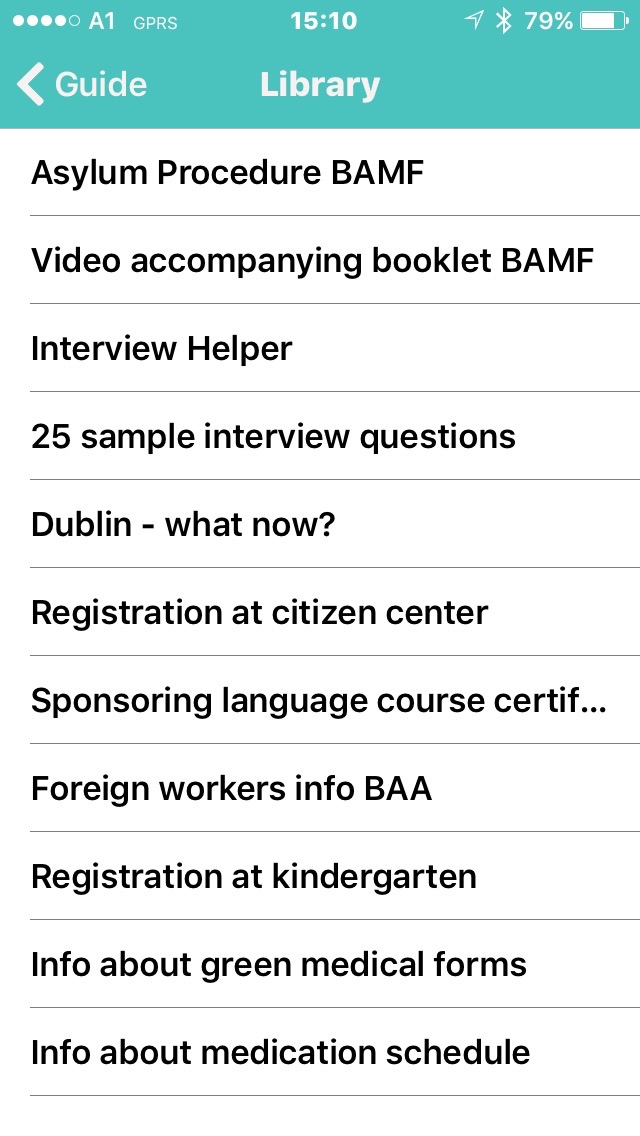 A1 GPRS 15:10 79%
Guide Library
Asylum Procedure BAMF
Video accompanying booklet BAMF
Interview Helper
25 sample interview questions
Dublin - what now?
Registration at citizen center
Sponsoring language course certif...
Foreign workers info BAA
Registration at kindergarten
Info about green medical forms
Info about medication schedule